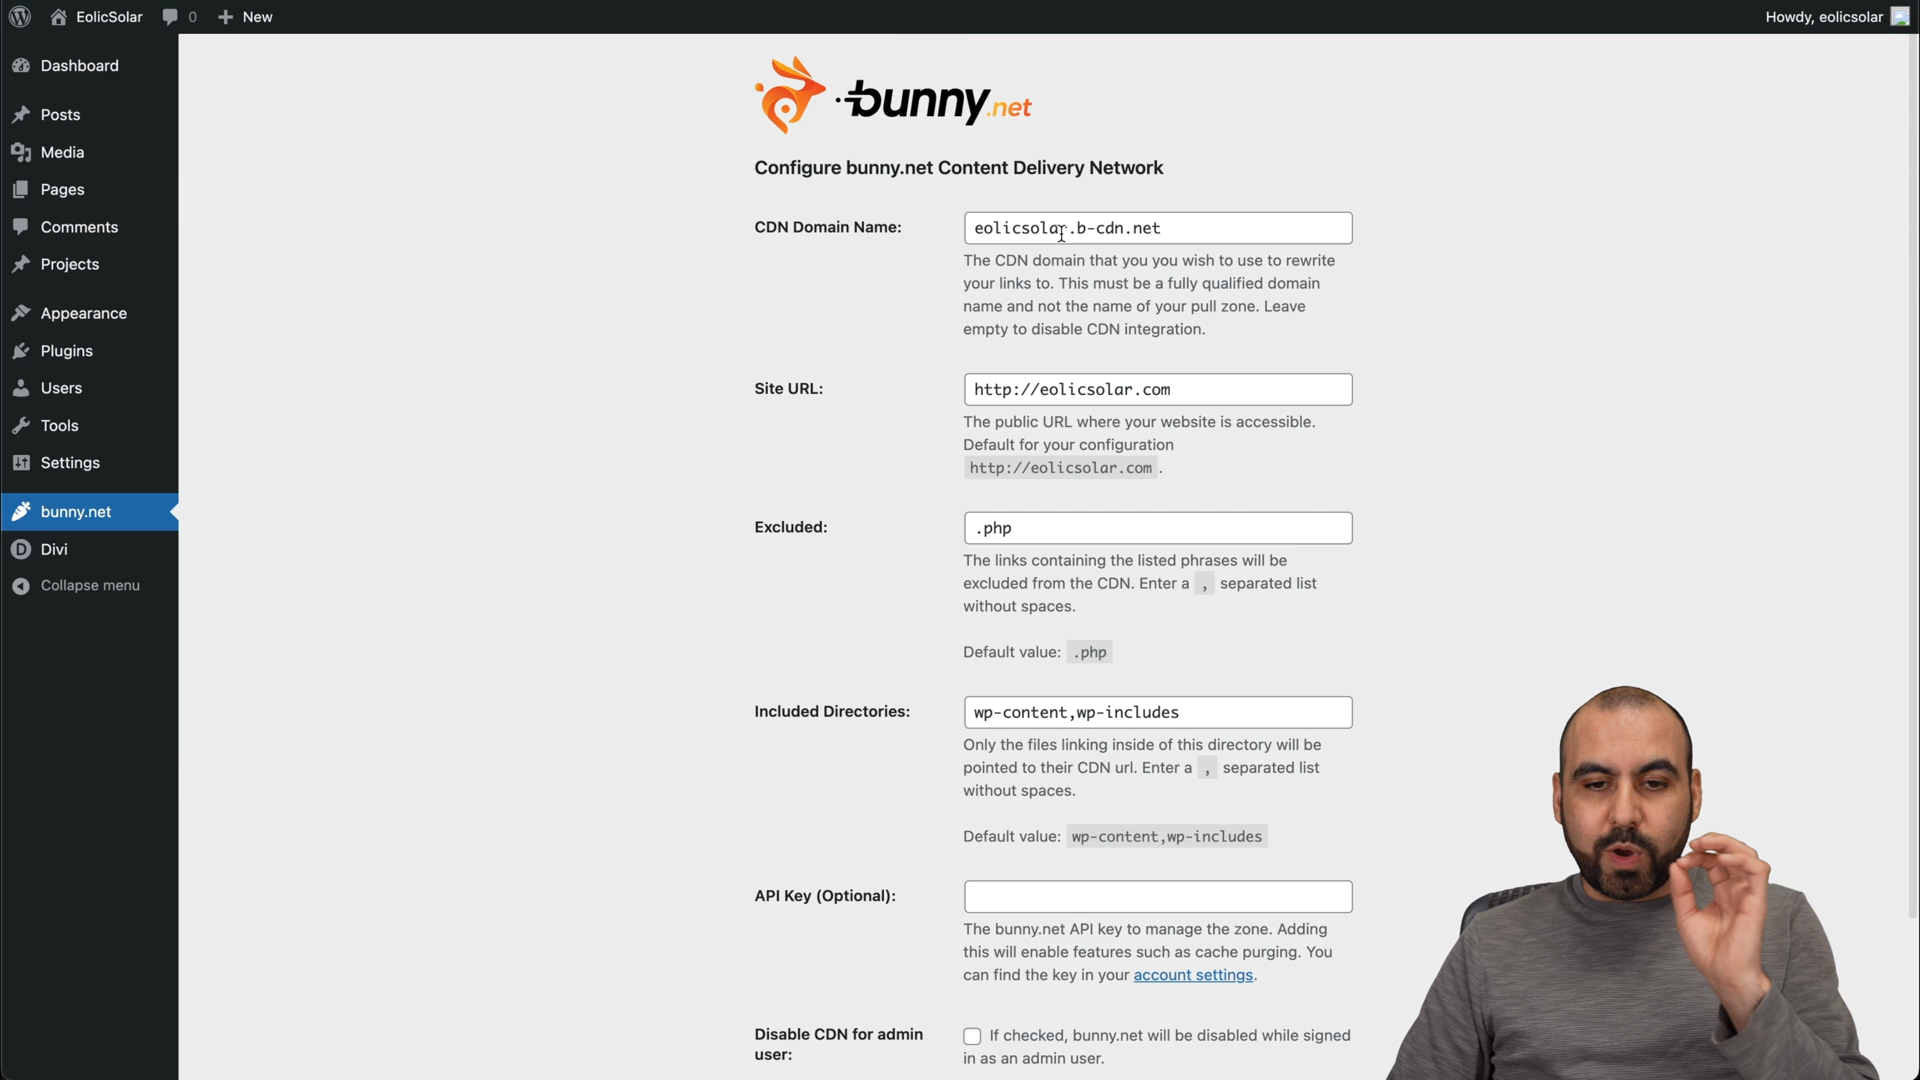 EolicSolar
0
New
Howdy, eolicsolar
Dashboard
Posts
Media
Pages
Comments
Projects
Appearance
Plugins
Users
Tools
Settings
bunny.net
Divi
Collapse menu
bunny.net
Configure bunny.net Content Delivery Network
CDN Domain Name:
eolicsolar.b-cdn.net
The CDN domain that you you wish to use to rewrite
your links to. This must be a fully qualified domain
name and not the name of your pull zone. Leave
empty to disable CDN integration.
Site URL:
http://eolicsolar.com
The public URL where your website is accessible.
Default for your configuration
http://eolicsolar.com.
Excluded:
.php
The links containing the listed phrases will be
excluded from the CDN. Enter a , separated list
without spaces.
Default value: .php
Included Directories:
wp-content,wp-includes
Only the files linking inside of this directory will be
pointed to their CDN url. Enter a , separated list
without spaces.
Default value: wp-content,wp-includes
API Key (Optional):
The bunny.net API key to manage the zone. Adding
this will enable features such as cache purging. You
can find the key in your account settings.
Disable CDN for admin
user:
If checked, bunny.net will be disabled while signed
in as an admin user.